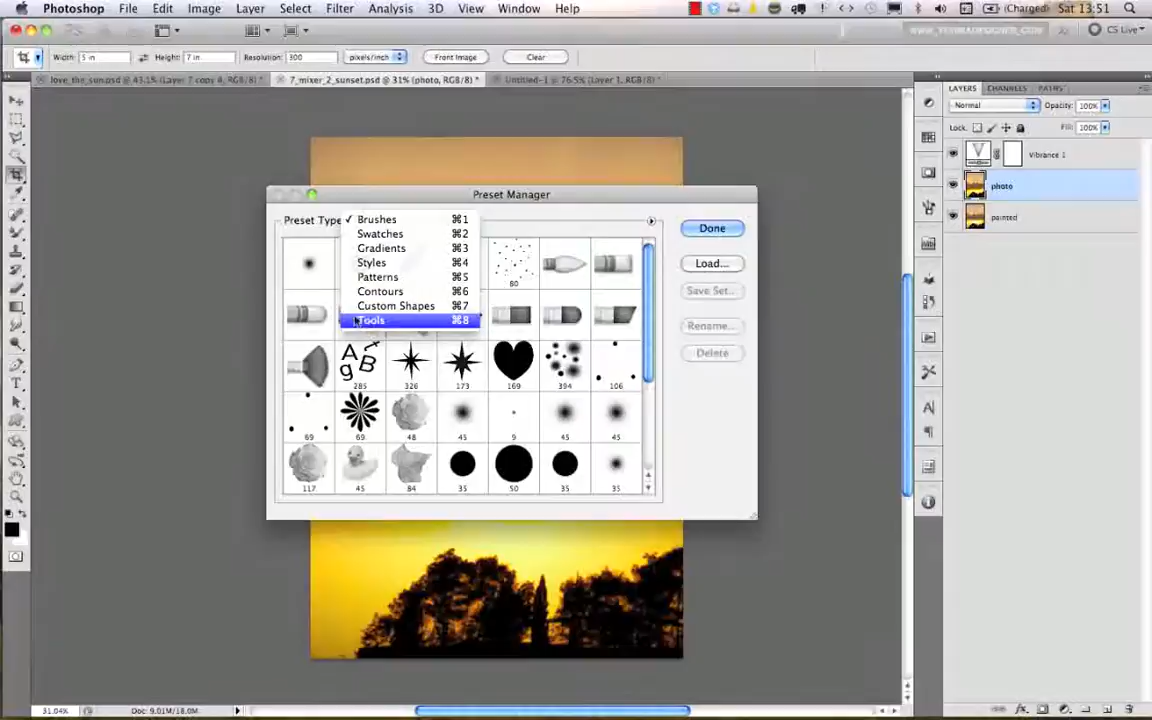 Photoshop File Edit Image Layer Select Filter Analysis 3D View Window Help (Charged) Sat 13:51
CS Live
Width: 5 in Height: 7 in Resolution: 300 pixels/inch Front Image Clear
love_the_sun.psd @ 43.1% (Layer 7 copy 4, RGB/8) * 7_mixer_2_sunset.psd @ 31% (photo, RGB/8) * Untitled-1 @ 76.5% (Layer 1, RGB/8) *
LAYERS CHANNELS PATHS
Normal Opacity: 100%
Lock: Fill: 100%
Vibrance 1
photo
painted
Preset Manager
Preset Type
✓ Brushes ⌘1
Swatches ⌘2
Gradients ⌘3
Styles ⌘4
Patterns ⌘5
Contours ⌘6
Custom Shapes ⌘7
Tools ⌘8
Done
Load...
Save Set...
Rename...
Delete
80
A B g
285 326 173 169 394 106
69 69 48 45 9 45 45
117 45 84 35 50 35 35
31.04% Doc: 9.01M/18.0M